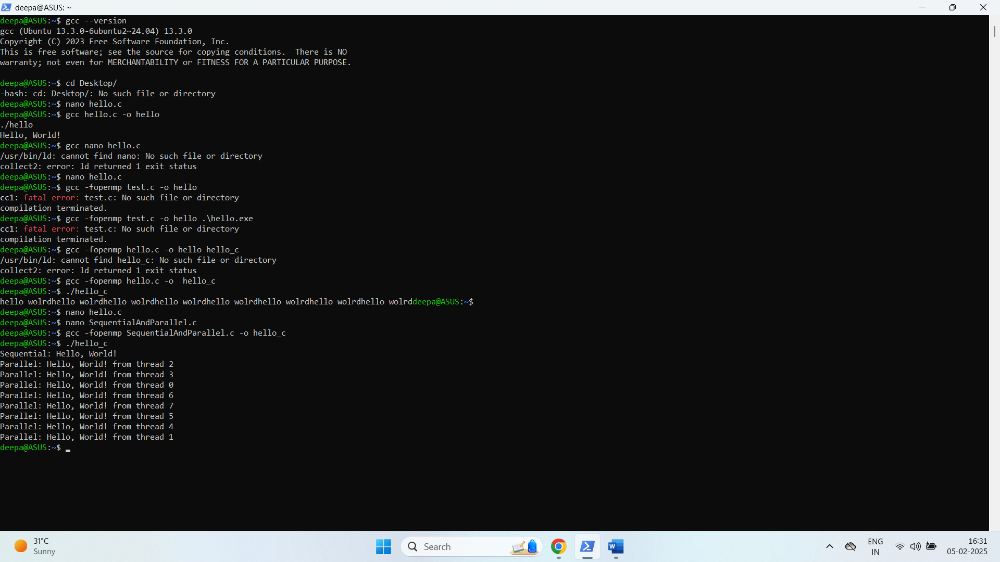 deepa@ASUS: ~
deepa@ASUS:~$ gcc --version
gcc (Ubuntu 13.3.0-6ubuntu2~24.04) 13.3.0
Copyright (C) 2023 Free Software Foundation, Inc.
This is free software; see the source for copying conditions.  There is NO
warranty; not even for MERCHANTABILITY or FITNESS FOR A PARTICULAR PURPOSE.
deepa@ASUS:~$ cd Desktop/
-bash: cd: Desktop/: No such file or directory
deepa@ASUS:~$ nano hello.c
deepa@ASUS:~$ gcc hello.c -o hello
./hello
Hello, World!
deepa@ASUS:~$ gcc nano hello.c
/usr/bin/ld: cannot find nano: No such file or directory
collect2: error: ld returned 1 exit status
deepa@ASUS:~$ nano hello.c
deepa@ASUS:~$ gcc -fopenmp test.c -o hello
cc1: fatal error: test.c: No such file or directory
compilation terminated.
deepa@ASUS:~$ gcc -fopenmp test.c -o hello .\hello.exe
cc1: fatal error: test.c: No such file or directory
compilation terminated.
deepa@ASUS:~$ gcc -fopenmp hello.c -o hello hello_c
/usr/bin/ld: cannot find hello_c: No such file or directory
collect2: error: ld returned 1 exit status
deepa@ASUS:~$ gcc -fopenmp hello.c -o  hello_c
deepa@ASUS:~$ ./hello_c
hello wolrdhello wolrdhello wolrdhello wolrdhello wolrdhello wolrdhello wolrdhello wolrddeepa@ASUS:~$
deepa@ASUS:~$ nano hello.c
deepa@ASUS:~$ nano SequentialAndParallel.c
deepa@ASUS:~$ gcc -fopenmp SequentialAndParallel.c -o hello_c
deepa@ASUS:~$ ./hello_c
Sequential: Hello, World!
Parallel: Hello, World! from thread 2
Parallel: Hello, World! from thread 3
Parallel: Hello, World! from thread 0
Parallel: Hello, World! from thread 6
Parallel: Hello, World! from thread 7
Parallel: Hello, World! from thread 5
Parallel: Hello, World! from thread 4
Parallel: Hello, World! from thread 1
deepa@ASUS:~$
31°C
Sunny
Search
W
ENG
IN
16:31
05-02-2025